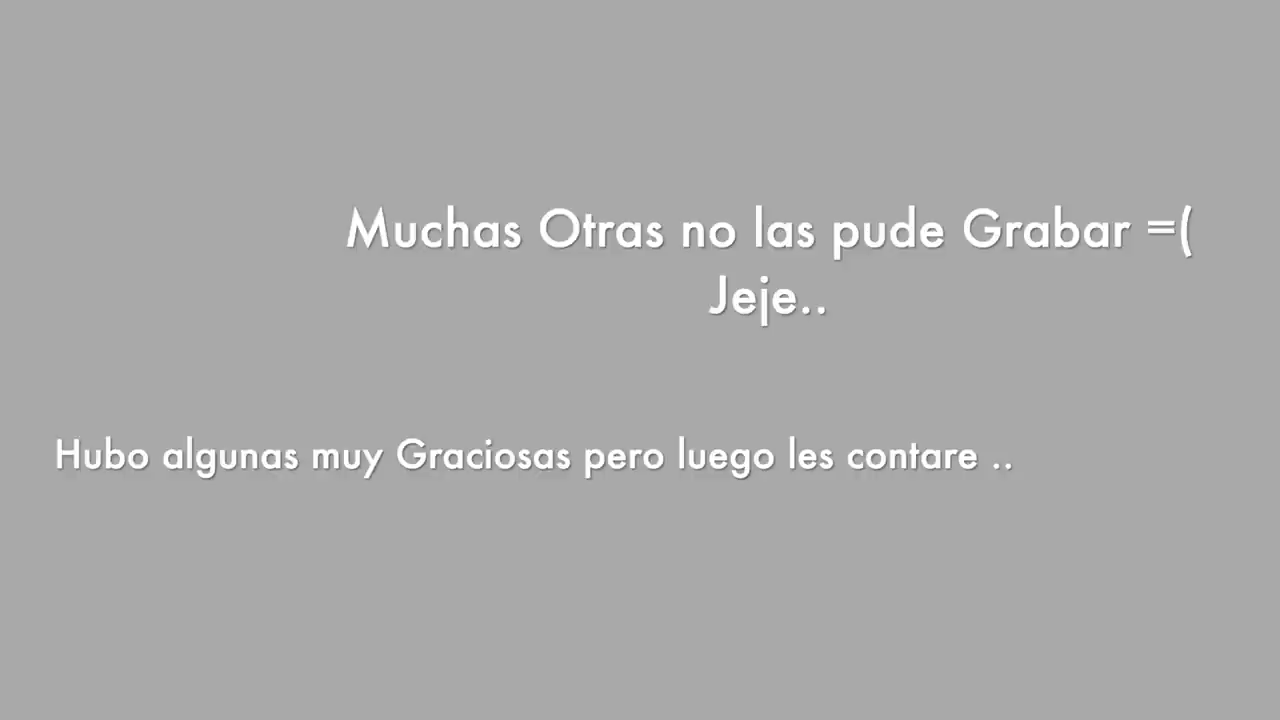 Muchas Otras no las pude Grabar =(
Jeje..
Hubo algunas muy Graciosas pero luego les contare ..